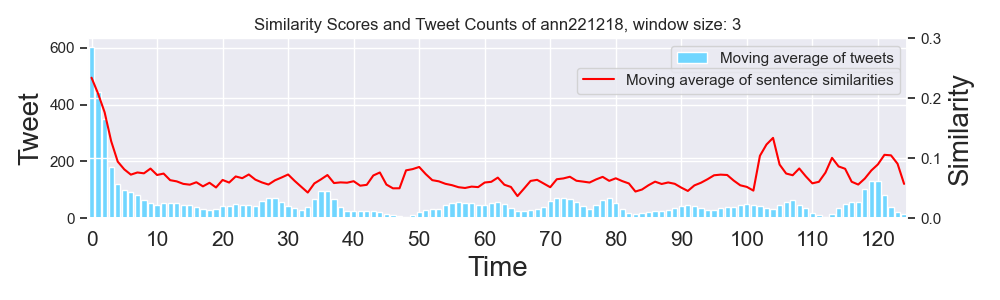 Similarity Scores and Tweet Counts of ann221218, window size: 3
Moving average of tweets
Moving average of sentence similarities
Tweet
600
400
200
0
0.3
0.2
0.1
0.0
Similarity
0 10 20 30 40 50 60 70 80 90 100 110 120
Time